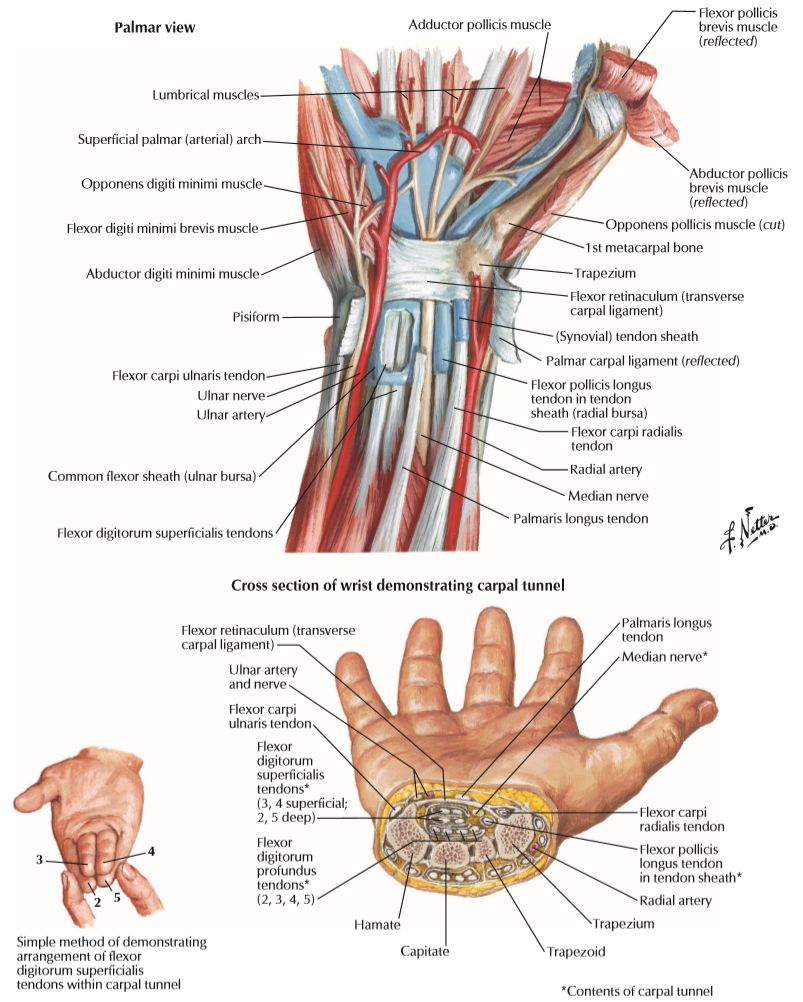 Palmar view
Adductor pollicis muscle
Flexor pollicis
brevis muscle
(reflected)
Lumbrical muscles
Superficial palmar (arterial) arch
Opponens digiti minimi muscle
Flexor digiti minimi brevis muscle
Abductor digiti minimi muscle
Pisiform
Flexor carpi ulnaris tendon
Ulnar nerve
Ulnar artery
Common flexor sheath (ulnar bursa)
Flexor digitorum superficialis tendons
Abductor pollicis
brevis muscle
(reflected)
Opponens pollicis muscle (cut)
1st metacarpal bone
Trapezium
Flexor retinaculum (transverse
carpal ligament)
(Synovial) tendon sheath
Palmar carpal ligament (reflected)
Flexor pollicis longus
tendon in tendon
sheath (radial bursa)
Flexor carpi radialis
tendon
Radial artery
Median nerve
Palmaris longus tendon
F. Netter
M.D.
Cross section of wrist demonstrating carpal tunnel
Flexor retinaculum (transverse
carpal ligament)
Ulnar artery
and nerve
Flexor carpi
ulnaris tendon
Flexor
digitorum
superficialis
tendons*
(3, 4 superficial;
2, 5 deep)
Flexor
digitorum
profundus
tendons*
(2, 3, 4, 5)
Hamate
Capitate
Palmaris longus
tendon
Median nerve*
Flexor carpi
radialis tendon
Flexor pollicis
longus tendon
in tendon sheath*
Radial artery
Trapezium
Trapezoid
3
4
2
5
Simple method of demonstrating
arrangement of flexor
digitorum superficialis
tendons within carpal tunnel
*Contents of carpal tunnel